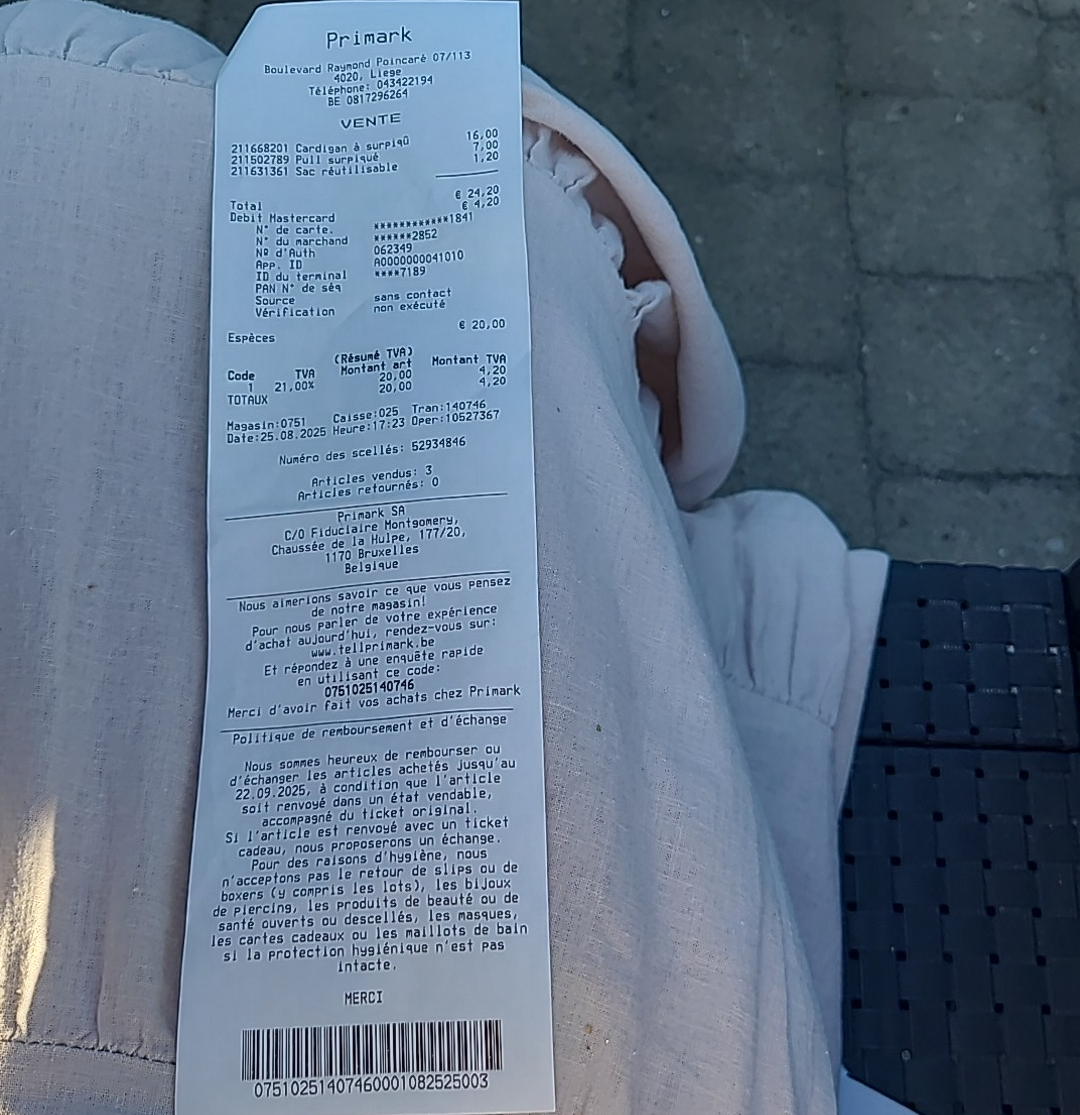 Primark
Boulevard Raymond Poincaré 07/113
4020, Liege
Téléphone: 043422194
BE 0817296264
VENTE
211668201 Cardigan à surpiqû 16,00
211502789 Pull surpiqué 7,00
211631361 Sac réutilisable 1,20
Total € 24,20
Debit Mastercard € 4,20
N° de carte. ***********1841
N° du marchand ******2852
Nº d'Auth 062349
App. ID A0000000041010
ID du terminal ****7189
PAN N° de séq
Source sans contact
Vérification non exécuté
Espèces € 20,00
(Résumé TVA)
Code TVA Montant art Montant TVA
1 21,00% 20,00 4,20
TOTAUX 20,00 4,20
Magasin:0751 Caisse:025 Tran:140746
Date:25.08.2025 Heure:17:23 Oper:10527367
Numéro des scellés: 52934846
Articles vendus: 3
Articles retournés: 0
Primark SA
C/O Fiduciaire Montgomery,
Chaussée de la Hulpe, 177/20,
1170 Bruxelles
Belgique
Nous aimerions savoir ce que vous pensez
de notre magasin!
Pour nous parler de votre expérience
d'achat aujourd'hui, rendez-vous sur:
www.tellprimark.be
Et répondez à une enquête rapide
en utilisant ce code:
0751025140746
Merci d'avoir fait vos achats chez Primark
Politique de remboursement et d'échange
Nous sommes heureux de rembourser ou
d'échanger les articles achetés jusqu'au
22.09.2025, à condition que l'article
soit renvoyé dans un état vendable,
accompagné du ticket original.
Si l'article est renvoyé avec un ticket
cadeau, nous proposerons un échange.
Pour des raisons d'hygiène, nous
n'acceptons pas le retour de slips ou de
boxers (y compris les lots), les bijoux
de piercing, les produits de beauté ou de
santé ouverts ou descellés, les masques,
les cartes cadeaux ou les maillots de bain
si la protection hygiénique n'est pas
intacte.
MERCI
07510251407460001082525003